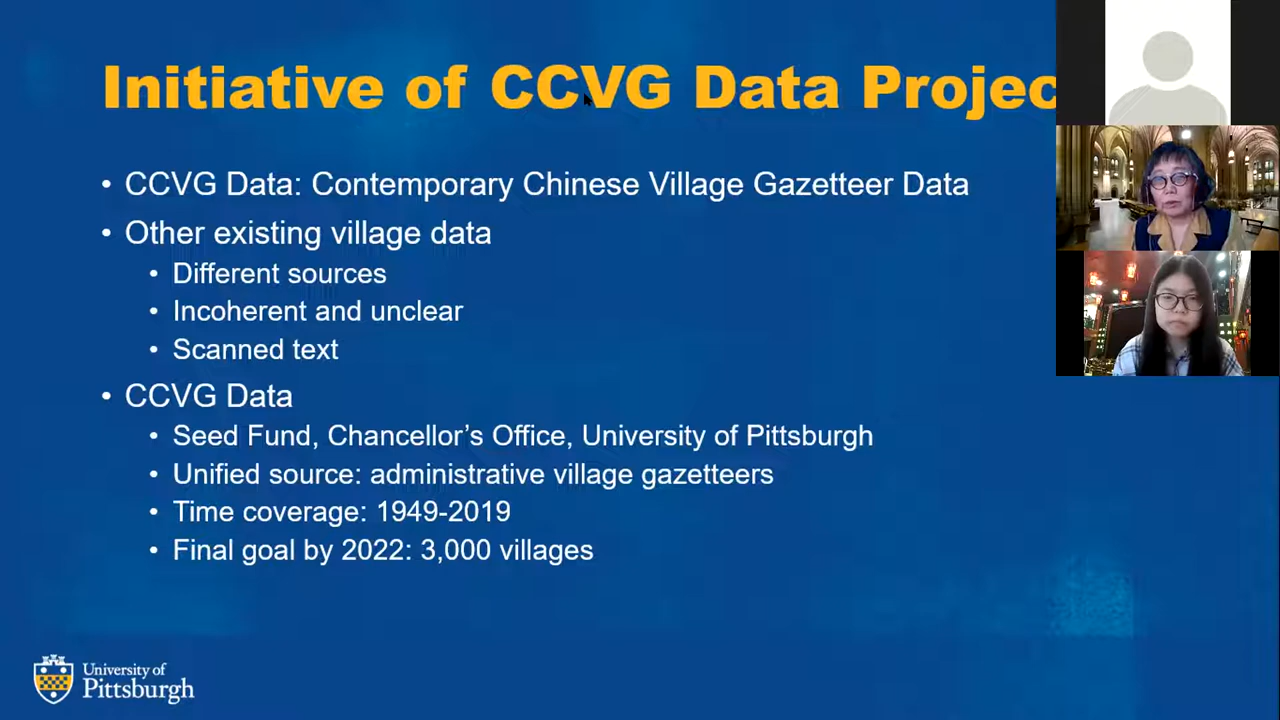 Initiative of CCVG Data Projec
• CCVG Data: Contemporary Chinese Village Gazetteer Data
• Other existing village data
• Different sources
• Incoherent and unclear
• Scanned text
• CCVG Data
• Seed Fund, Chancellor’s Office, University of Pittsburgh
• Unified source: administrative village gazetteers
• Time coverage: 1949-2019
• Final goal by 2022: 3,000 villages
University of
Pittsburgh